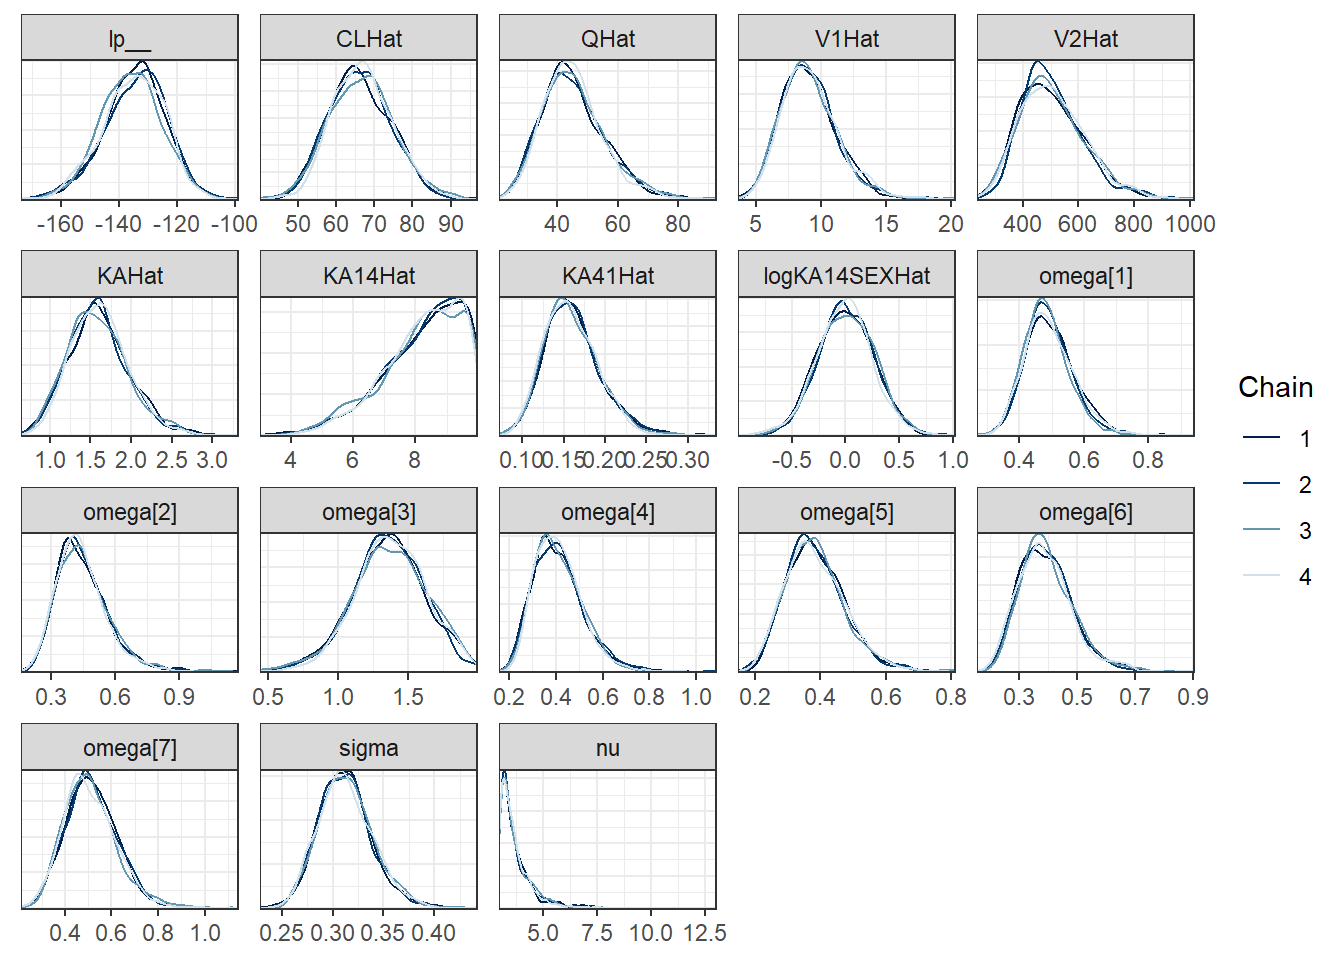 lp__ CLHat QHat V1Hat V2Hat
-160 -140 -120 -100 50 60 70 80 90 40 60 80 5 10 15 20 400 600 800 1000
KAHat KA14Hat KA41Hat logKA14SEXHat omega[1]
1.0 1.5 2.0 2.5 3.0 4 6 8 0.10 0.15 0.20 0.25 0.30 -0.5 0.0 0.5 1.0 0.4 0.6 0.8
Chain
1
2
3
4
omega[2] omega[3] omega[4] omega[5] omega[6]
0.3 0.6 0.9 0.5 1.0 1.5 0.2 0.4 0.6 0.8 1.0 0.2 0.4 0.6 0.8 0.3 0.5 0.7 0.9
omega[7] sigma nu
0.4 0.6 0.8 1.0 0.25 0.30 0.35 0.40 5.0 7.5 10.0 12.5